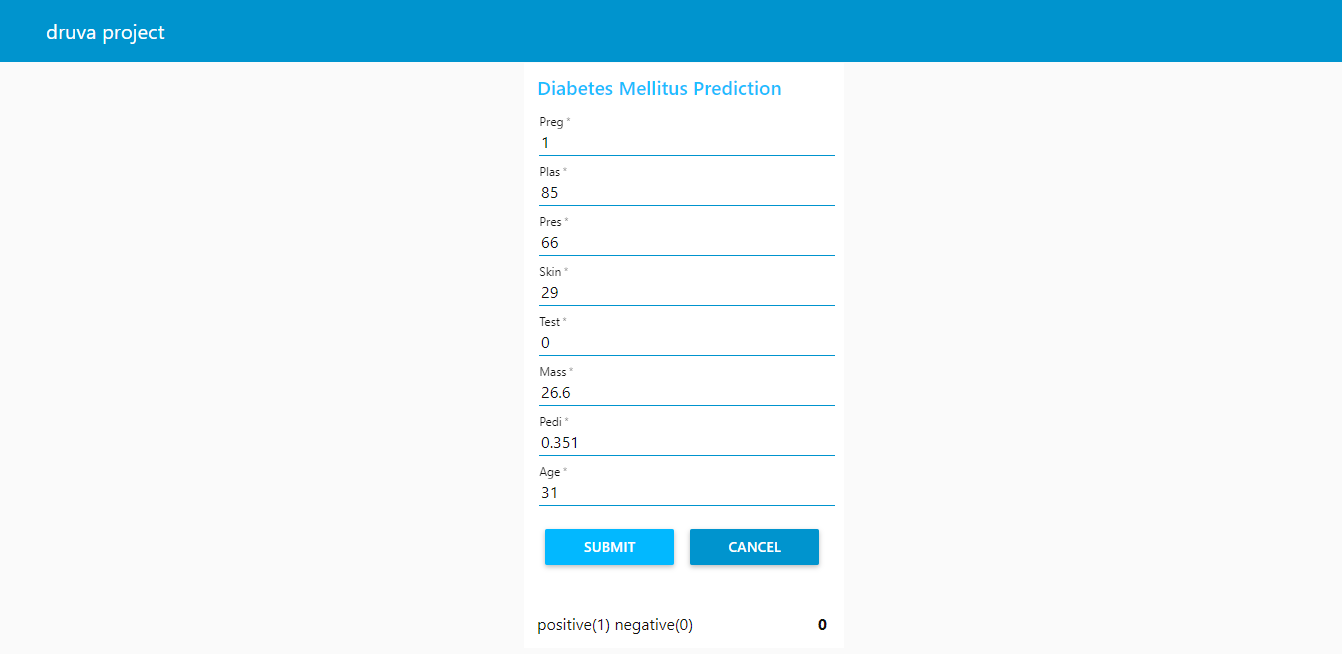 druva project
Diabetes Mellitus Prediction
Preg *
1
Plas *
85
Pres *
66
Skin *
29
Test *
0
Mass *
26.6
Pedi *
0.351
Age *
31
SUBMIT CANCEL
positive(1) negative(0) 0